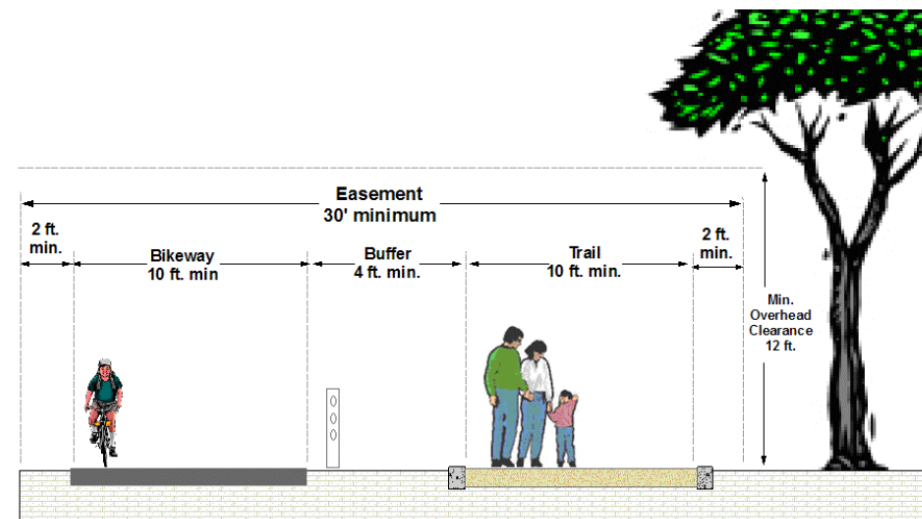 Easement
30' minimum
2 ft.
min.
Bikeway
10 ft. min
Buffer
4 ft. min.
Trail
10 ft. min.
2 ft.
min.
Min.
Overhead
Clearance
12 ft.